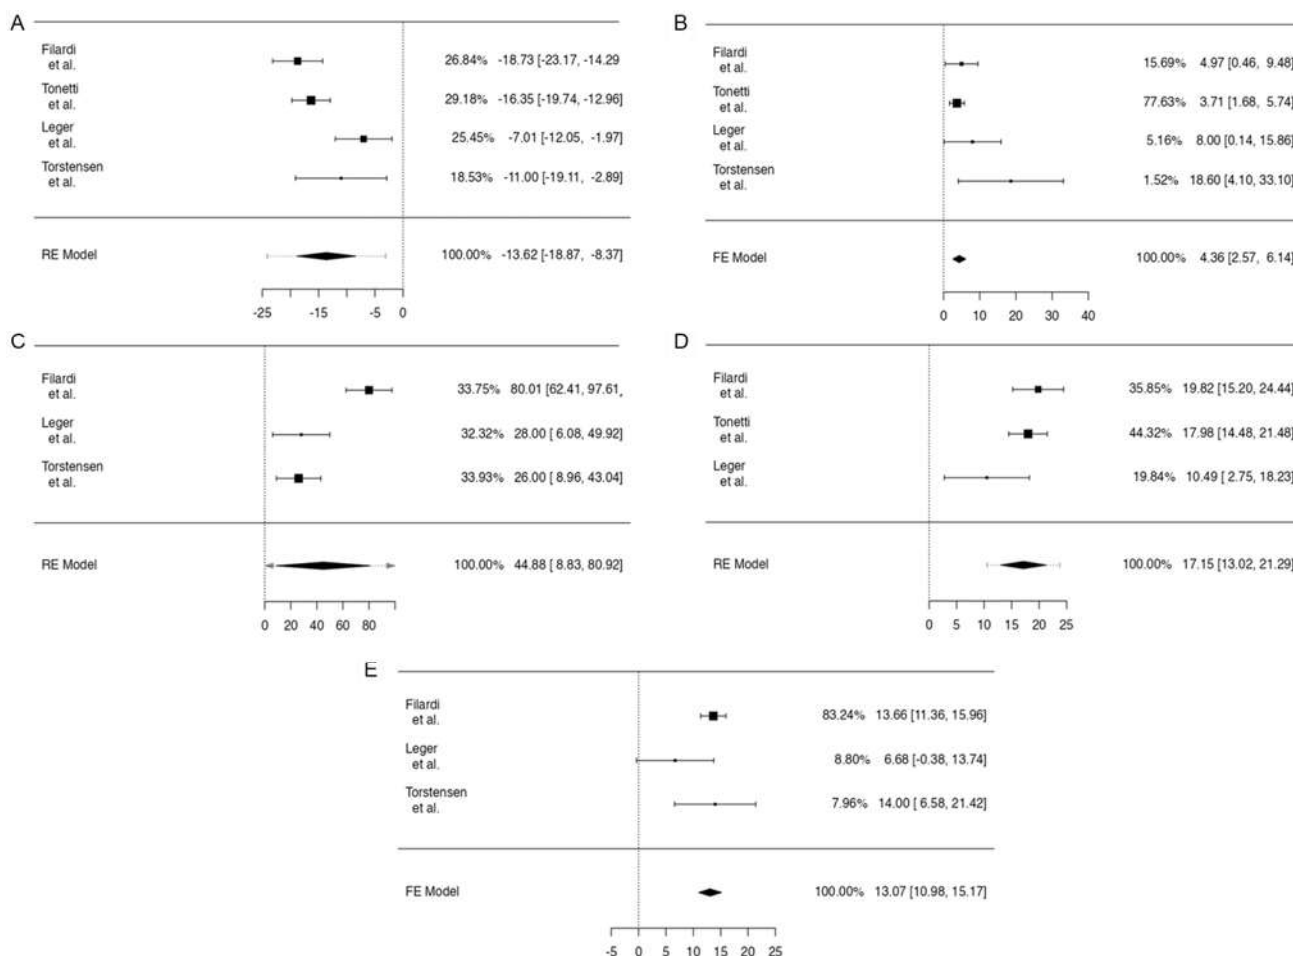 A
Filardi
et al.
26.84% -18.73 [-23.17, -14.29
Tonetti
et al.
29.18% -16.35 [-19.74, -12.96]
Leger
et al.
25.45% -7.01 [-12.05, -1.97]
Torstensen
et al.
18.53% -11.00 [-19.11, -2.89]
RE Model 100.00% -13.62 [-18.87, -8.37]
-25 -15 -5 0
B
Filardi
et al.
15.69% 4.97 [0.46, 9.48]
Tonetti
et al.
77.63% 3.71 [1.68, 5.74]
Leger
et al.
5.16% 8.00 [0.14, 15.86]
Torstensen
et al.
1.52% 18.60 [4.10, 33.10]
FE Model 100.00% 4.36 [2.57, 6.14]
0 10 20 30 40
C
Filardi
et al.
33.75% 80.01 [62.41, 97.61
Leger
et al.
32.32% 28.00 [ 6.08, 49.92]
Torstensen
et al.
33.93% 26.00 [ 8.96, 43.04]
RE Model 100.00% 44.88 [ 8.83, 80.92]
0 20 40 60 80
D
Filardi
et al.
35.85% 19.82 [15.20, 24.44]
Tonetti
et al.
44.32% 17.98 [14.48, 21.48]
Leger
et al.
19.84% 10.49 [ 2.75, 18.23]
RE Model 100.00% 17.15 [13.02, 21.29]
0 5 10 15 20 25
E
Filardi
et al.
83.24% 13.66 [11.36, 15.96]
Leger
et al.
8.80% 6.68 [-0.38, 13.74]
Torstensen
et al.
7.96% 14.00 [ 6.58, 21.42]
FE Model 100.00% 13.07 [10.98, 15.17]
-5 0 5 10 15 20 25